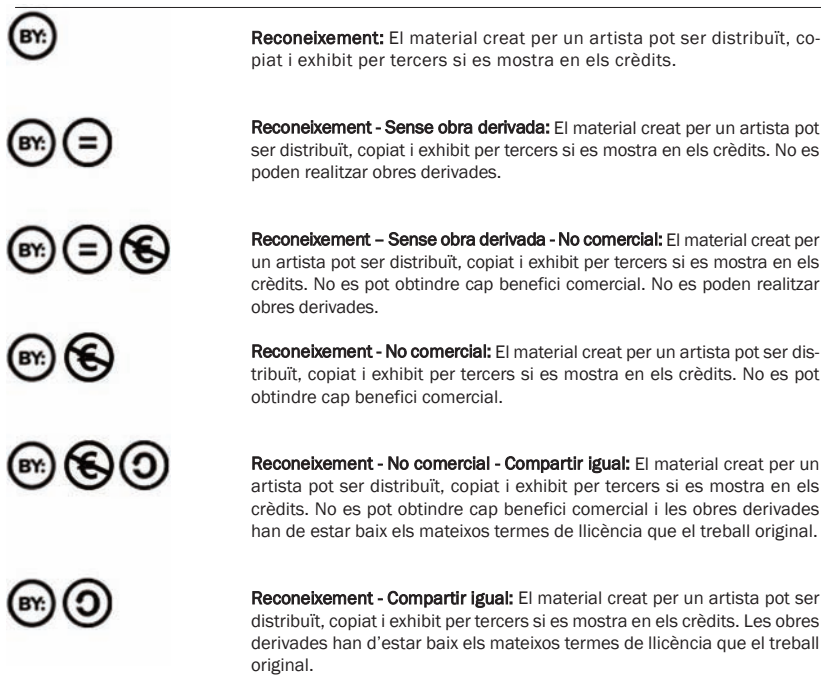 BY:
Reconeixement: El material creat per un artista pot ser distribuït, co-
piat i exhibit per tercers si es mostra en els crèdits.
BY: =
Reconeixement - Sense obra derivada: El material creat per un artista pot
ser distribuït, copiat i exhibit per tercers si es mostra en els crèdits. No es
poden realitzar obres derivades.
BY: = €
Reconeixement – Sense obra derivada - No comercial: El material creat per
un artista pot ser distribuït, copiat i exhibit per tercers si es mostra en els
crèdits. No es pot obtindre cap benefici comercial. No es poden realitzar
obres derivades.
BY: €
Reconeixement - No comercial: El material creat per un artista pot ser dis-
tribuït, copiat i exhibit per tercers si es mostra en els crèdits. No es pot
obtindre cap benefici comercial.
BY: €
Reconeixement - No comercial - Compartir igual: El material creat per un
artista pot ser distribuït, copiat i exhibit per tercers si es mostra en els
crèdits. No es pot obtindre cap benefici comercial i les obres derivades
han de estar baix els mateixos termes de llicència que el treball original.
BY:
Reconeixement - Compartir igual: El material creat per un artista pot ser
distribuït, copiat i exhibit per tercers si es mostra en els crèdits. Les obres
derivades han d'estar baix els mateixos termes de llicència que el treball
original.